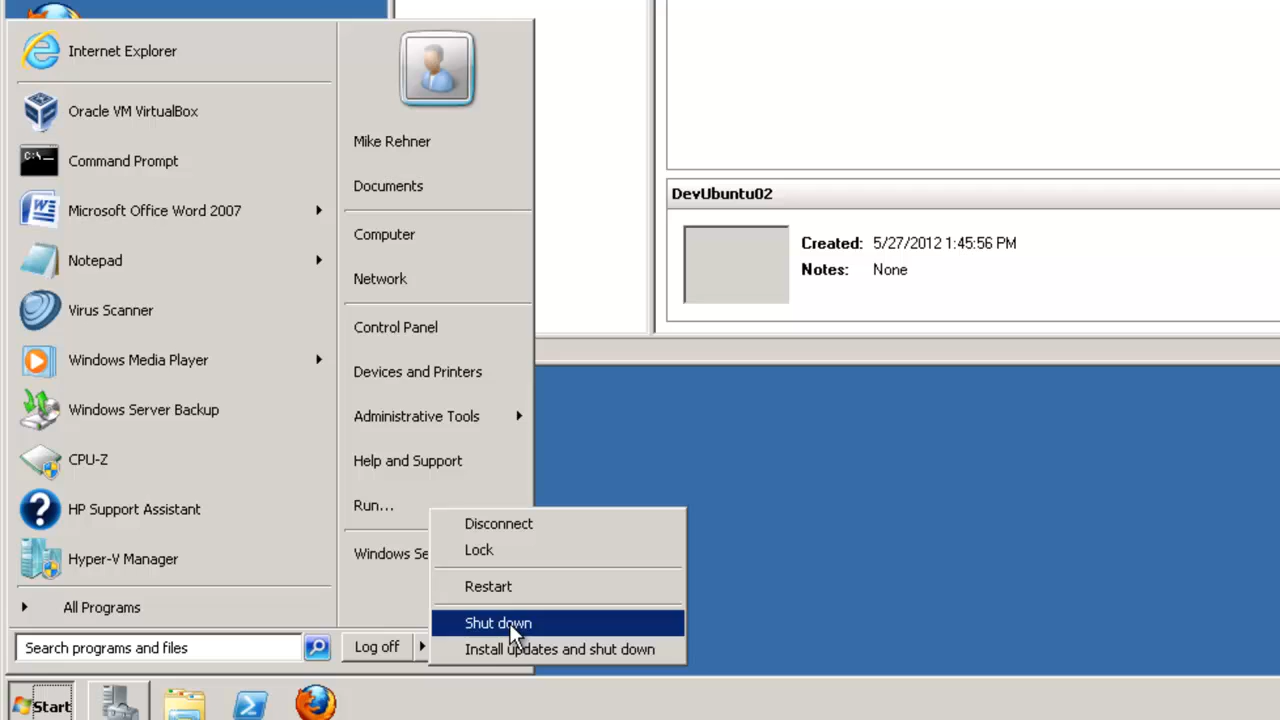 Internet Explorer
Oracle VM VirtualBox
C:\_
Command Prompt
Microsoft Office Word 2007
Notepad
Virus Scanner
Windows Media Player
Windows Server Backup
CPU-Z
HP Support Assistant
Hyper-V Manager
All Programs
Search programs and files
Mike Rehner
Documents
Computer
Network
Control Panel
Devices and Printers
Administrative Tools
Help and Support
Run...
Windows Se
Log off
Disconnect
Lock
Restart
Shut down
Install updates and shut down
DevUbuntu02
Created: 5/27/2012 1:45:56 PM
Notes: None
Start